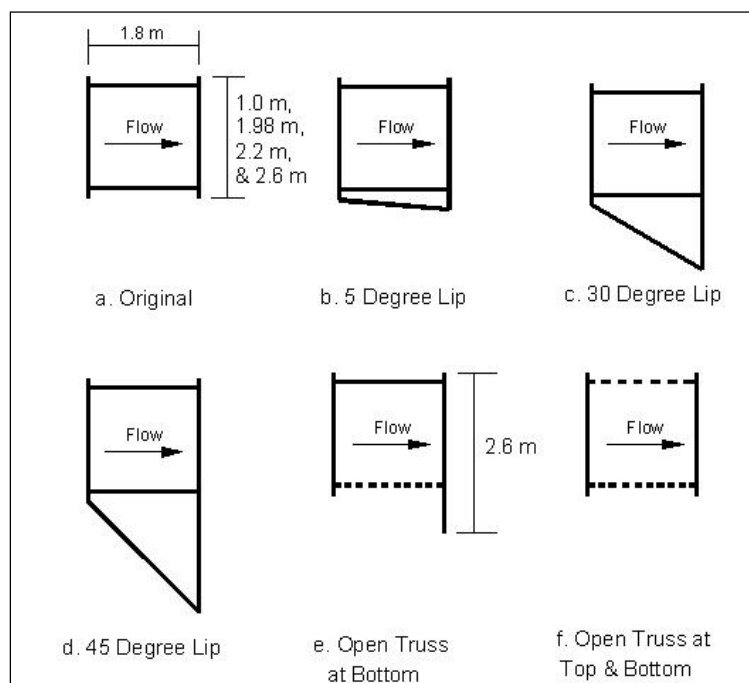 1.8 m
Flow
1.0 m,
1.98 m,
2.2 m,
& 2.6 m
a. Original
Flow
b. 5 Degree Lip
Flow
c. 30 Degree Lip
Flow
d. 45 Degree Lip
Flow
2.6 m
e. Open Truss
at Bottom
Flow
f. Open Truss at
Top & Bottom